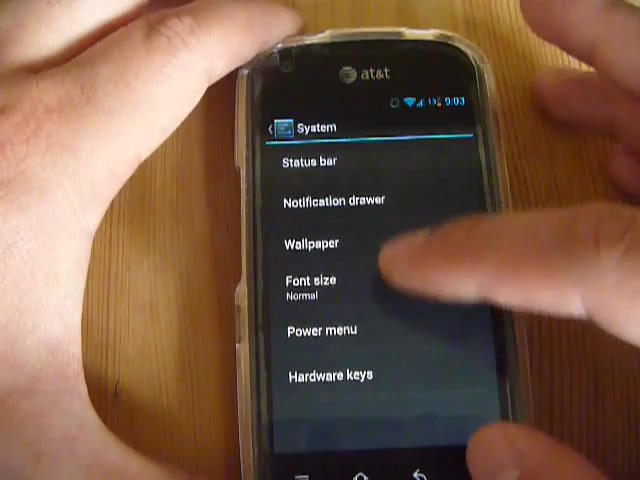 at&t
9:03
System
Status bar
Notification drawer
Wallpaper
Font size
Normal
Power menu
Hardware keys